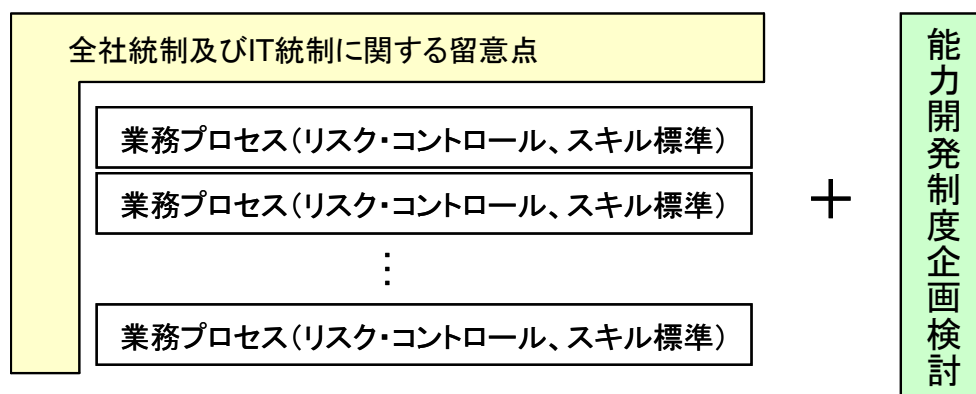 全社統制及びIT統制に関する留意点
業務プロセス（リスク・コントロール、スキル標準）
業務プロセス（リスク・コントロール、スキル標準）
⋮
業務プロセス（リスク・コントロール、スキル標準）
＋
能力開発制度企画検討